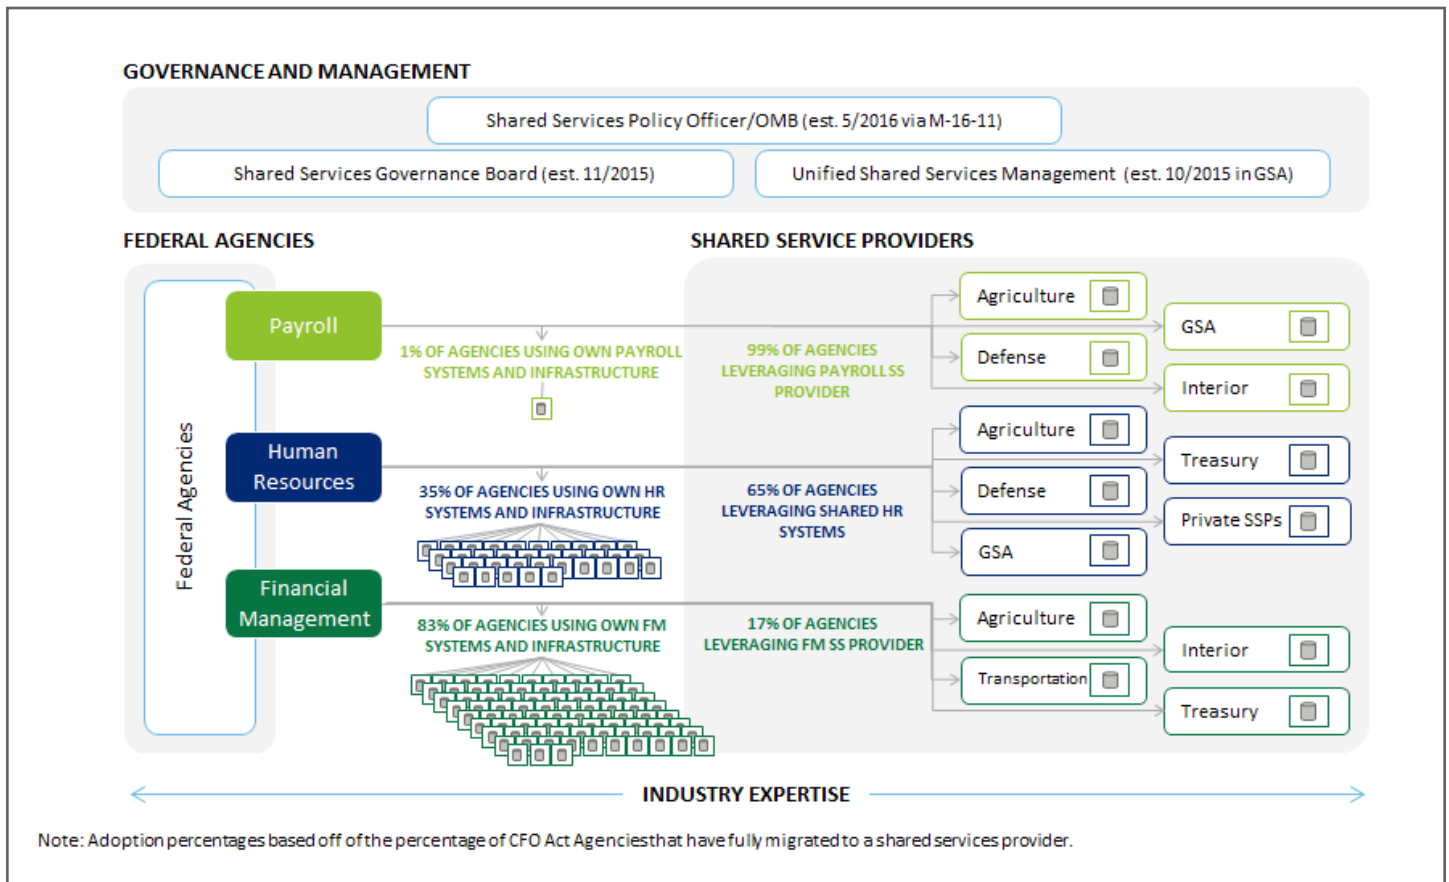 GOVERNANCE AND MANAGEMENT
Shared Services Policy Officer/OMB (est. 5/2016 via M-16-11)
Shared Services Governance Board (est. 11/2015)
Unified Shared Services Management (est. 10/2015 in GSA)
FEDERAL AGENCIES
SHARED SERVICE PROVIDERS
Federal Agencies
Payroll
1% OF AGENCIES USING OWN PAYROLL
SYSTEMS AND INFRASTRUCTURE
99% OF AGENCIES
LEVERAGING PAYROLL SS
PROVIDER
Agriculture
GSA
Defense
Interior
Human
Resources
35% OF AGENCIES USING OWN HR
SYSTEMS AND INFRASTRUCTURE
65% OF AGENCIES
LEVERAGING SHARED HR
SYSTEMS
Agriculture
Treasury
Defense
Private SSPs
GSA
Financial
Management
83% OF AGENCIES USING OWN FM
SYSTEMS AND INFRASTRUCTURE
17% OF AGENCIES
LEVERAGING FM SS PROVIDER
Agriculture
Interior
Transportation
Treasury
INDUSTRY EXPERTISE
Note: Adoption percentages based off of the percentage of CFO Act Agencies that have fully migrated to a shared services provider.